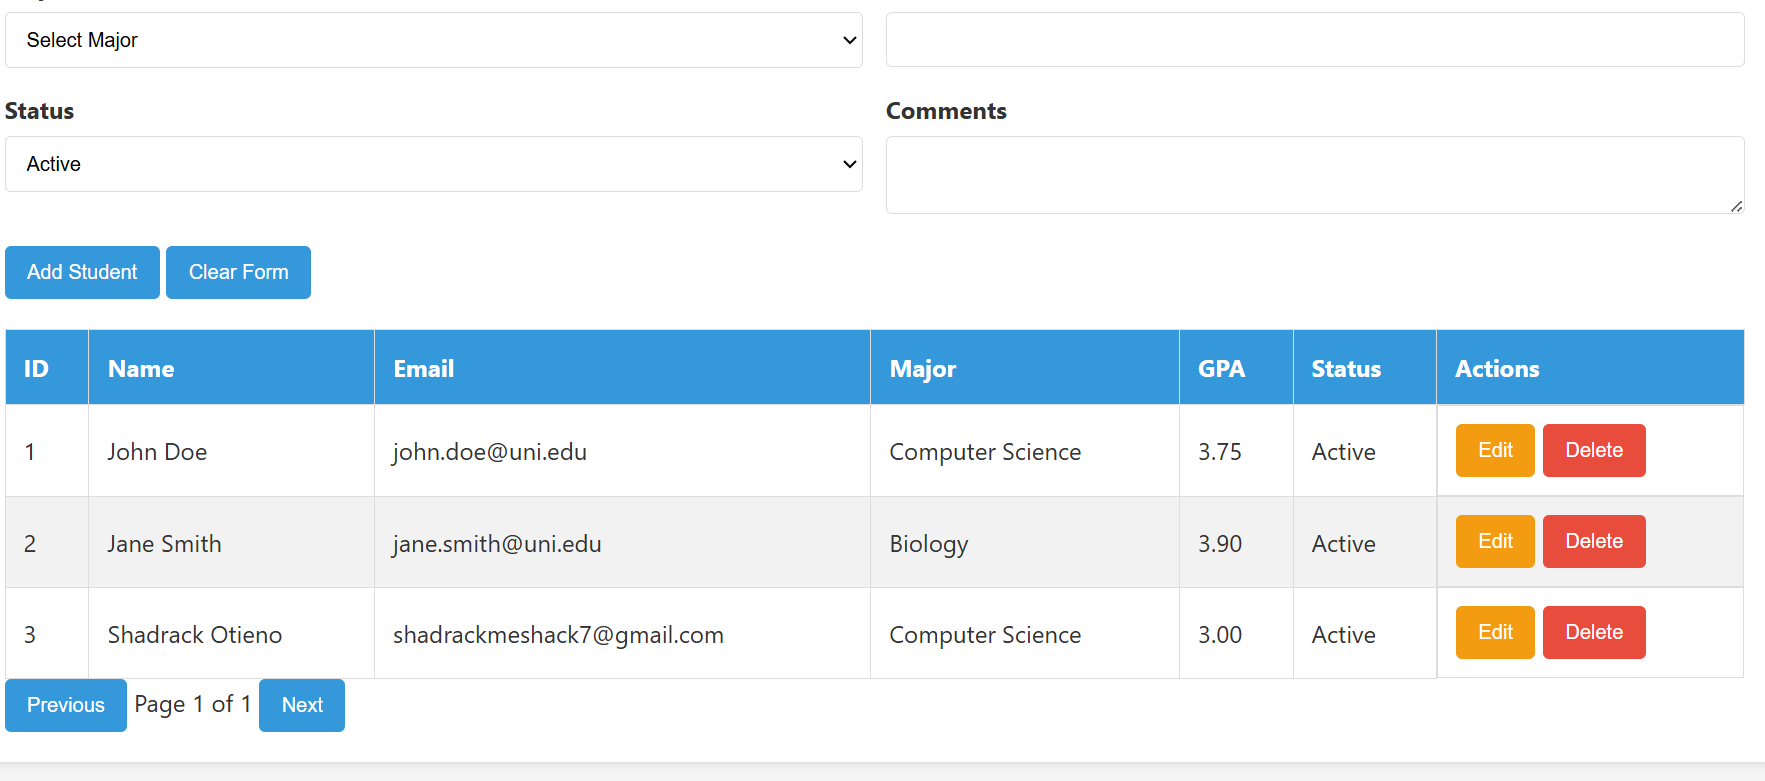 Select Major
Status Comments
Active
Add Student Clear Form
ID Name Email Major GPA Status Actions
1 John Doe john.doe@uni.edu Computer Science 3.75 Active Edit Delete
2 Jane Smith jane.smith@uni.edu Biology 3.90 Active Edit Delete
3 Shadrack Otieno shadrackmeshack7@gmail.com Computer Science 3.00 Active Edit Delete
Previous Page 1 of 1 Next